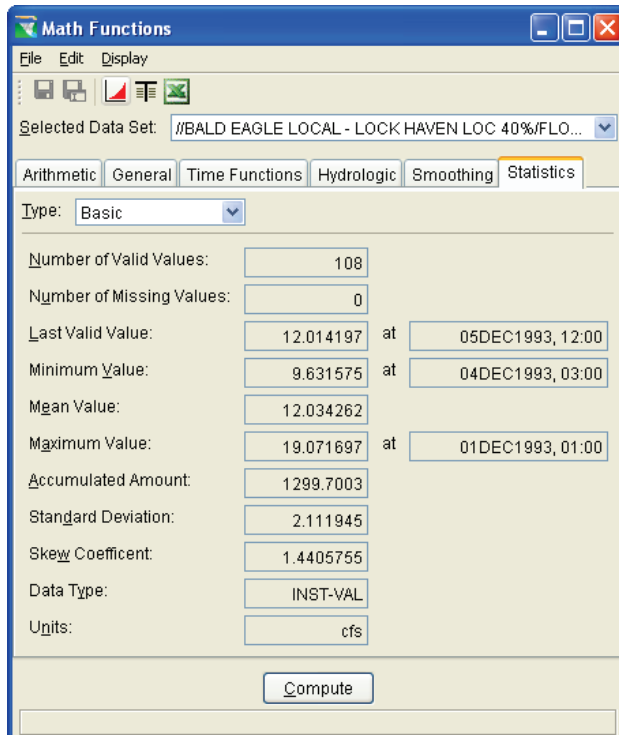 Math Functions
File Edit Display
Selected Data Set: //BALD EAGLE LOCAL - LOCK HAVEN LOC 40%/FLO...
Arithmetic General Time Functions Hydrologic Smoothing Statistics
Type: Basic
Number of Valid Values: 108
Number of Missing Values: 0
Last Valid Value: 12.014197 at 05DEC1993, 12:00
Minimum Value: 9.631575 at 04DEC1993, 03:00
Mean Value: 12.034262
Maximum Value: 19.071697 at 01DEC1993, 01:00
Accumulated Amount: 1299.7003
Standard Deviation: 2.111945
Skew Coefficent: 1.4405755
Data Type: INST-VAL
Units: cfs
Compute